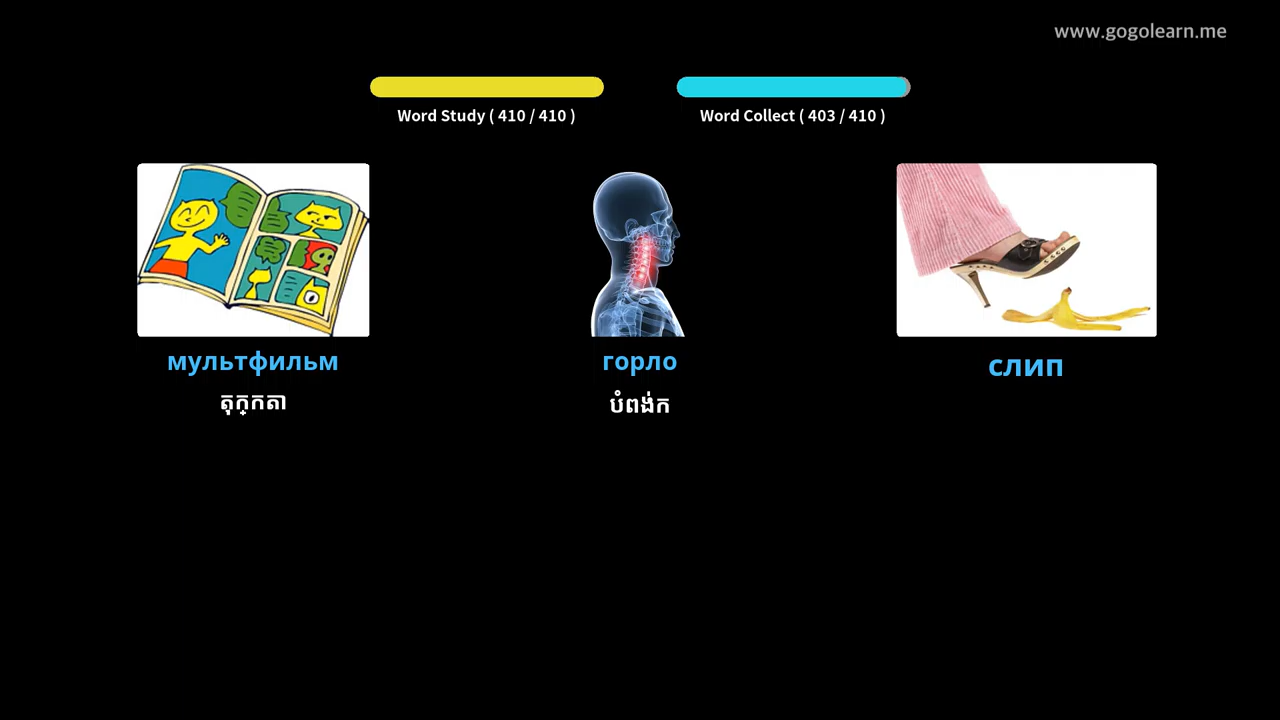 www.gogolearn.me
Word Study ( 410 / 410 )
Word Collect ( 403 / 410 )
мультфильм
горло
слип
តុក្កតា
បំពង់ក